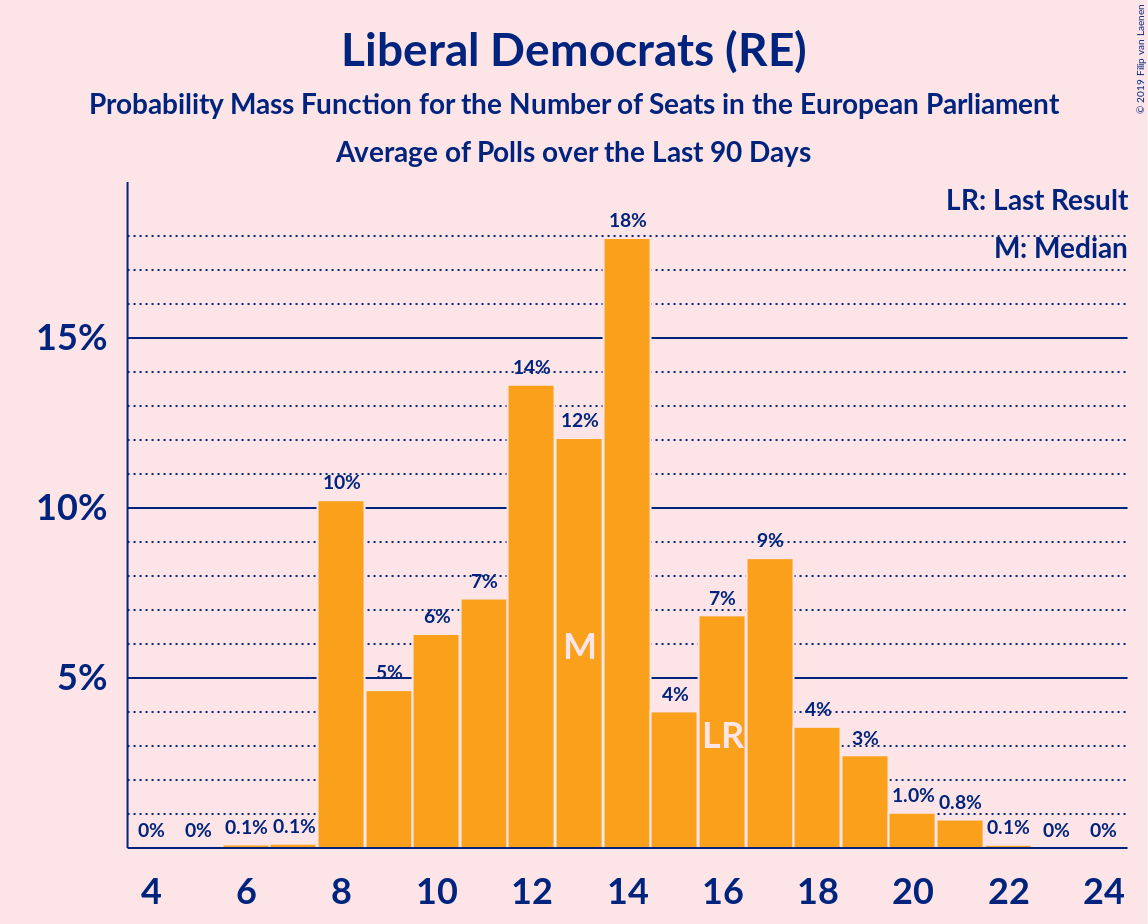 Liberal Democrats (RE)
Probability Mass Function for the Number of Seats in the European Parliament
Average of Polls over the Last 90 Days
© 2019 Filip van Laenen
LR: Last Result
M: Median
15%
10%
5%
0%
0%
0.1%
0.1%
10%
5%
6%
7%
14%
12%
18%
4%
7%
9%
4%
3%
1.0%
0.8%
0.1%
0%
0%
M
LR
4 6 8 10 12 14 16 18 20 22 24